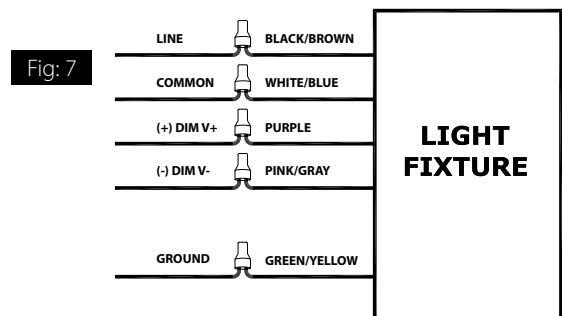 Fig: 7
LINE BLACK/BROWN
COMMON WHITE/BLUE
(+) DIM V+ PURPLE
(-) DIM V- PINK/GRAY
GROUND GREEN/YELLOW
LIGHT
FIXTURE